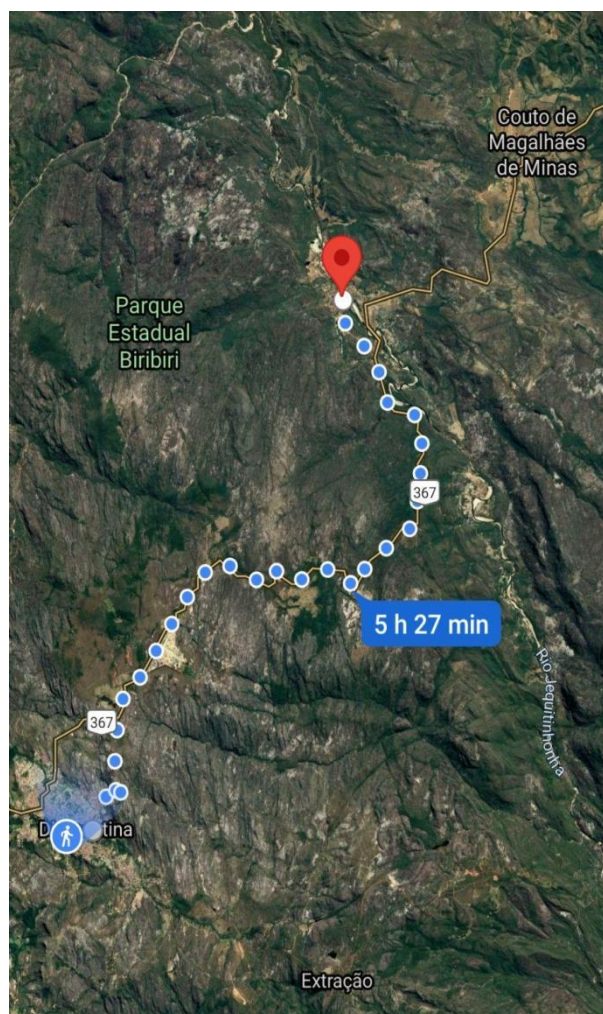 Couto de
Magalhães
de Minas
Parque
Estadual
Biribiri
367
5 h 27 min
Rio Jequitinhonha
367
Extração